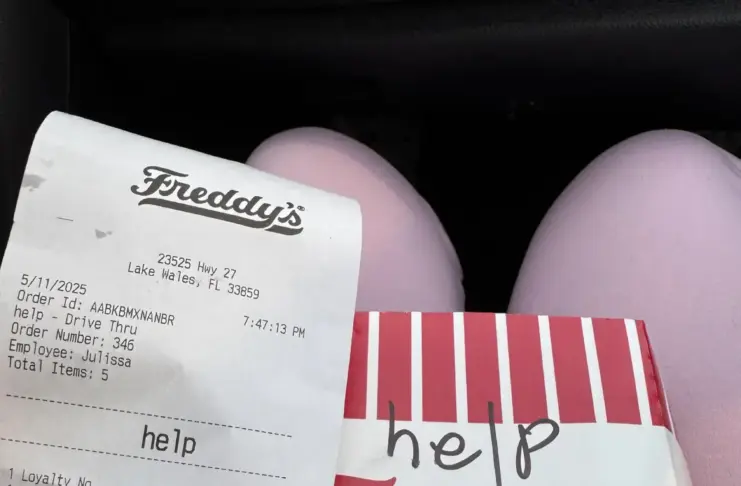 Freddy's
23525 Hwy 27
Lake Wales, FL 33859
5/11/2025
7:47:13 PM
Order Id: AABKBMXNANBR
help - Drive Thru
Order Number: 346
Employee: Julissa
Total Items: 5
help
1 Loyalty No
help